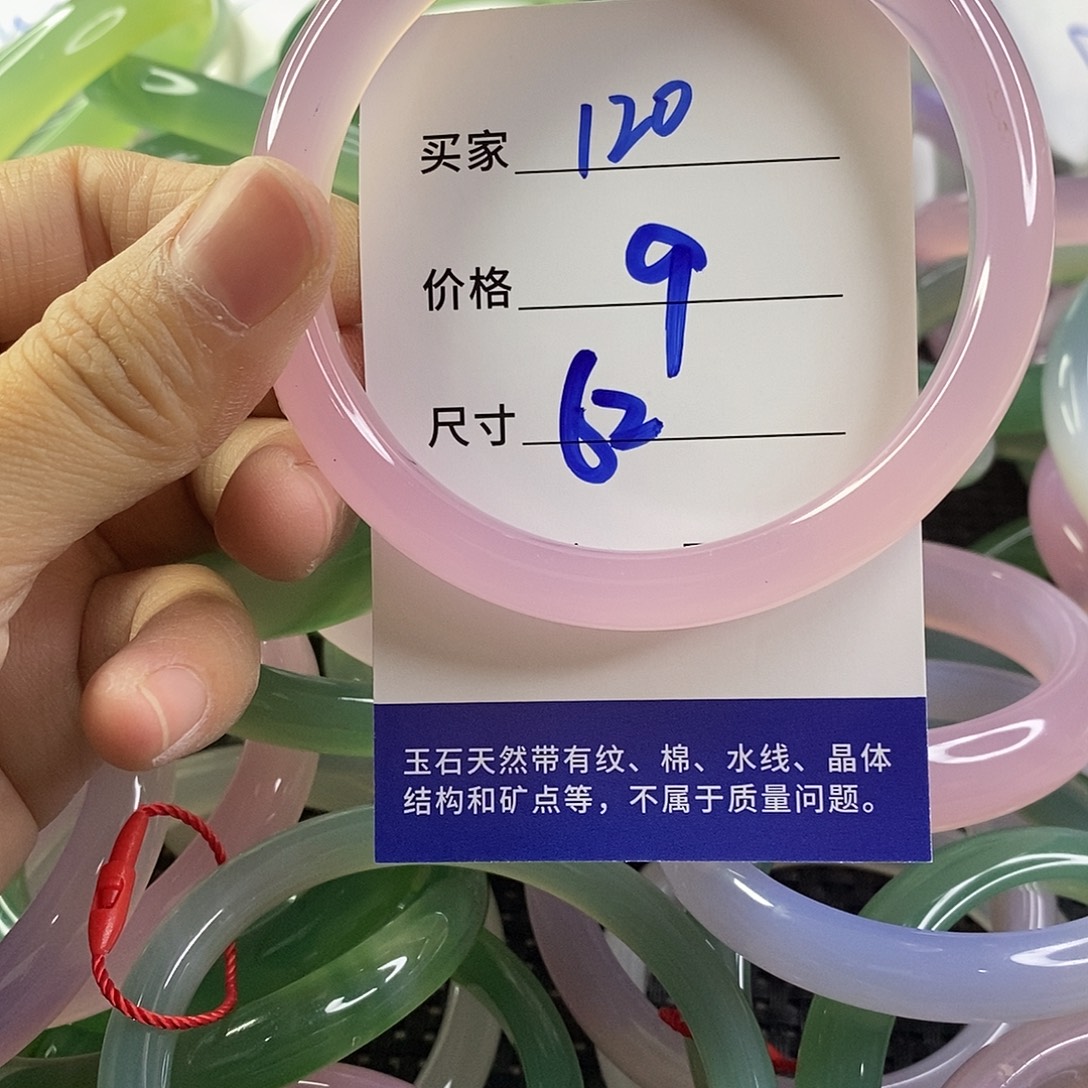 买家 120
价格 9
尺寸 62
玉石天然带有纹、棉、水线、晶体
结构和矿点等，不属于质量问题。